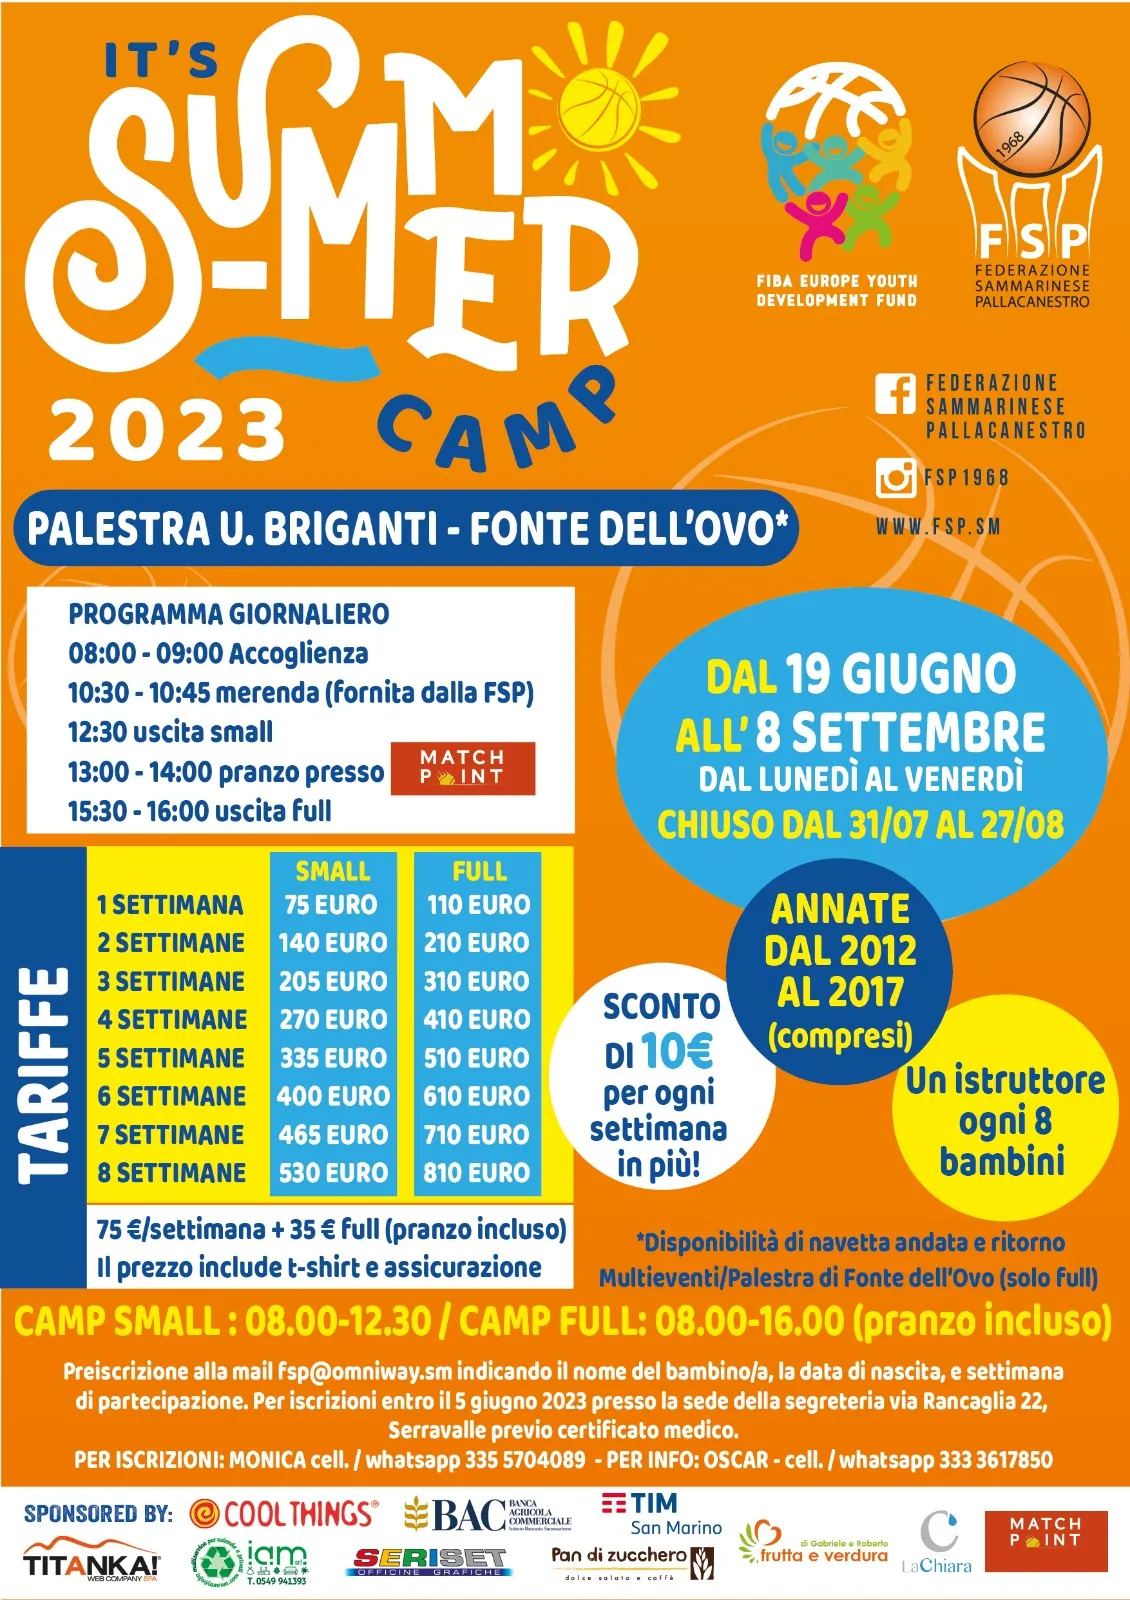 IT'S
SUMMER
CAMP
2023
FIBA EUROPE YOUTH
DEVELOPMENT FUND
1968
FSP
FEDERAZIONE
SAMMARINESE
PALLACANESTRO
FEDERAZIONE
SAMMARINESE
PALLACANESTRO
FSP1968
WWW.FSP.SM
PALESTRA U. BRIGANTI - FONTE DELL'OVO*
PROGRAMMA GIORNALIERO
08:00 - 09:00 Accoglienza
10:30 - 10:45 merenda (fornita dalla FSP)
12:30 uscita small
13:00 - 14:00 pranzo presso MATCH POINT
15:30 - 16:00 uscita full
DAL 19 GIUGNO
ALL' 8 SETTEMBRE
DAL LUNEDÌ AL VENERDÌ
CHIUSO DAL 31/07 AL 27/08
TARIFFE
SMALL FULL
1 SETTIMANA 75 EURO 110 EURO
2 SETTIMANE 140 EURO 210 EURO
3 SETTIMANE 205 EURO 310 EURO
4 SETTIMANE 270 EURO 410 EURO
5 SETTIMANE 335 EURO 510 EURO
6 SETTIMANE 400 EURO 610 EURO
7 SETTIMANE 465 EURO 710 EURO
8 SETTIMANE 530 EURO 810 EURO
75 €/settimana + 35 € full (pranzo incluso)
Il prezzo include t-shirt e assicurazione
ANNATE
DAL 2012
AL 2017
(compresi)
SCONTO
DI 10€
per ogni
settimana
in più!
Un istruttore
ogni 8
bambini
*Disponibilità di navetta andata e ritorno
Multieventi/Palestra di Fonte dell'Ovo (solo full)
CAMP SMALL : 08.00-12.30 / CAMP FULL: 08.00-16.00 (pranzo incluso)
Preiscrizione alla mail fsp@omniway.sm indicando il nome del bambino/a, la data di nascita, e settimana
di partecipazione. Per iscrizioni entro il 5 giugno 2023 presso la sede della segreteria via Rancaglia 22,
Serravalle previo certificato medico.
PER ISCRIZIONI: MONICA cell. / whatsapp 335 5704089 - PER INFO: OSCAR - cell. / whatsapp 333 3617850
SPONSORED BY:
COOL THINGS®
BAC BANCA
AGRICOLA
COMMERCIALE
Istituto Bancario Sammarinese
TIM
San Marino
di Gabriele e Roberto
frutta e verdura
LaChiara
MATCH
POINT
TITANKA!
WEB COMPANY SPA
iam srl
T. 0549 941393
SERISET
OFFICINE GRAFICHE
Pan di zucchero
dolce salato e caffè